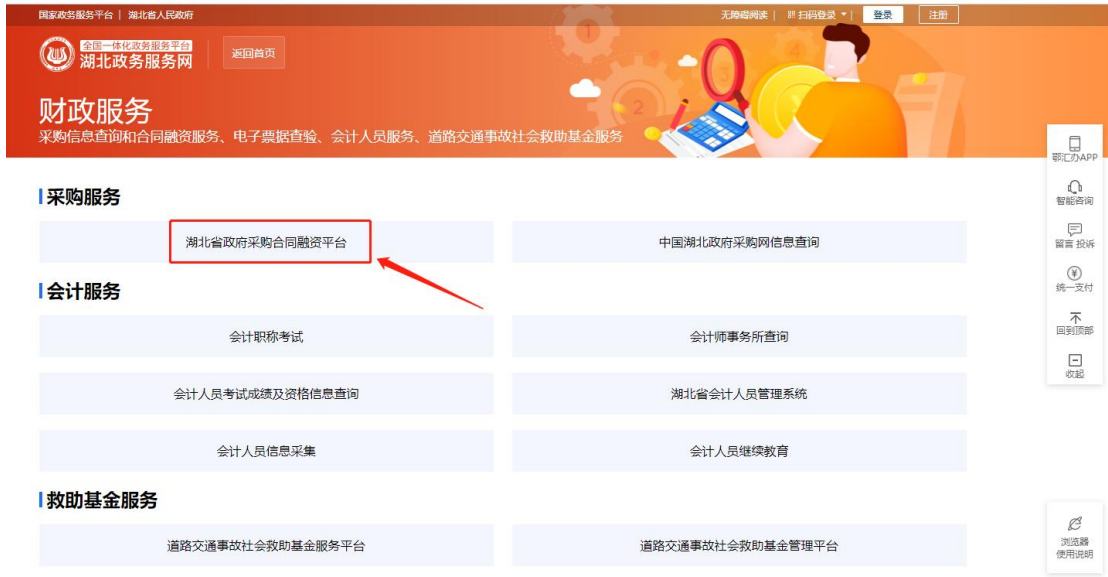 国家政务服务平台 | 湖北省人民政府
无障碍阅读 | 扫码登录 | 登录 注册
全国一体化政务服务平台
湖北政务服务网
返回首页
财政服务
采购信息查询和合同融资服务、电子票据查验、会计人员服务、道路交通事故社会救助基金服务
1
2
3
4
鄂汇办APP
智能咨询
留言 投诉
统一支付
回到顶部
收起
采购服务
湖北省政府采购合同融资平台
中国湖北政府采购网信息查询
会计服务
会计职称考试
会计师事务所查询
会计人员考试成绩及资格信息查询
湖北省会计人员管理系统
会计人员信息采集
会计人员继续教育
救助基金服务
道路交通事故社会救助基金服务平台
道路交通事故社会救助基金管理平台
浏览器
使用说明